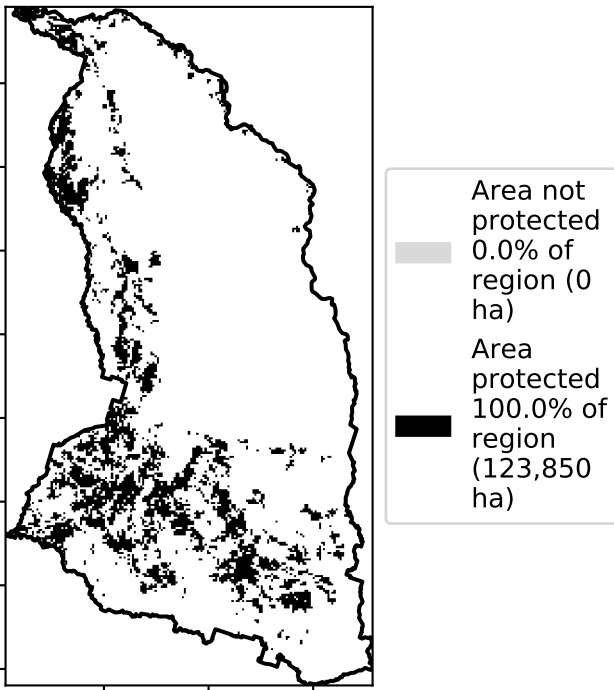 Area not
protected
0.0% of
region (0
ha)
Area
protected
100.0% of
region
(123,850
ha)